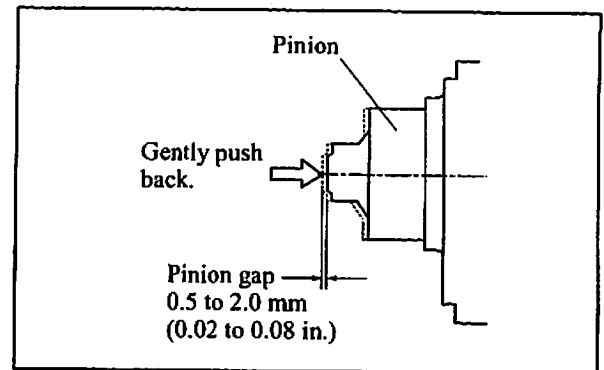 Pinion
Gently push
back.
Pinion gap
0.5 to 2.0 mm
(0.02 to 0.08 in.)